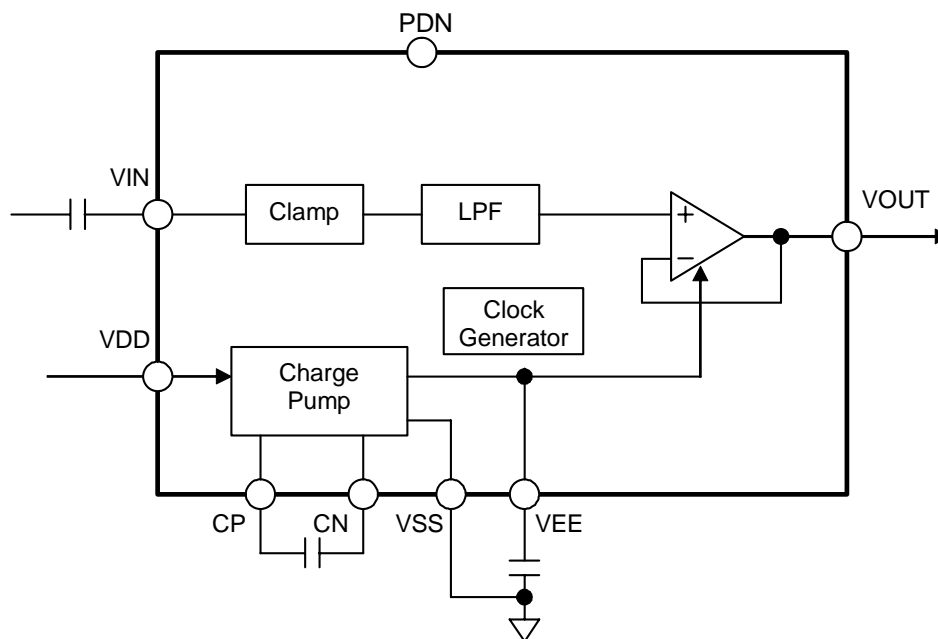 PDN
VIN
Clamp
LPF
+
−
VOUT
Clock
Generator
VDD
Charge
Pump
CP
CN
VSS
VEE